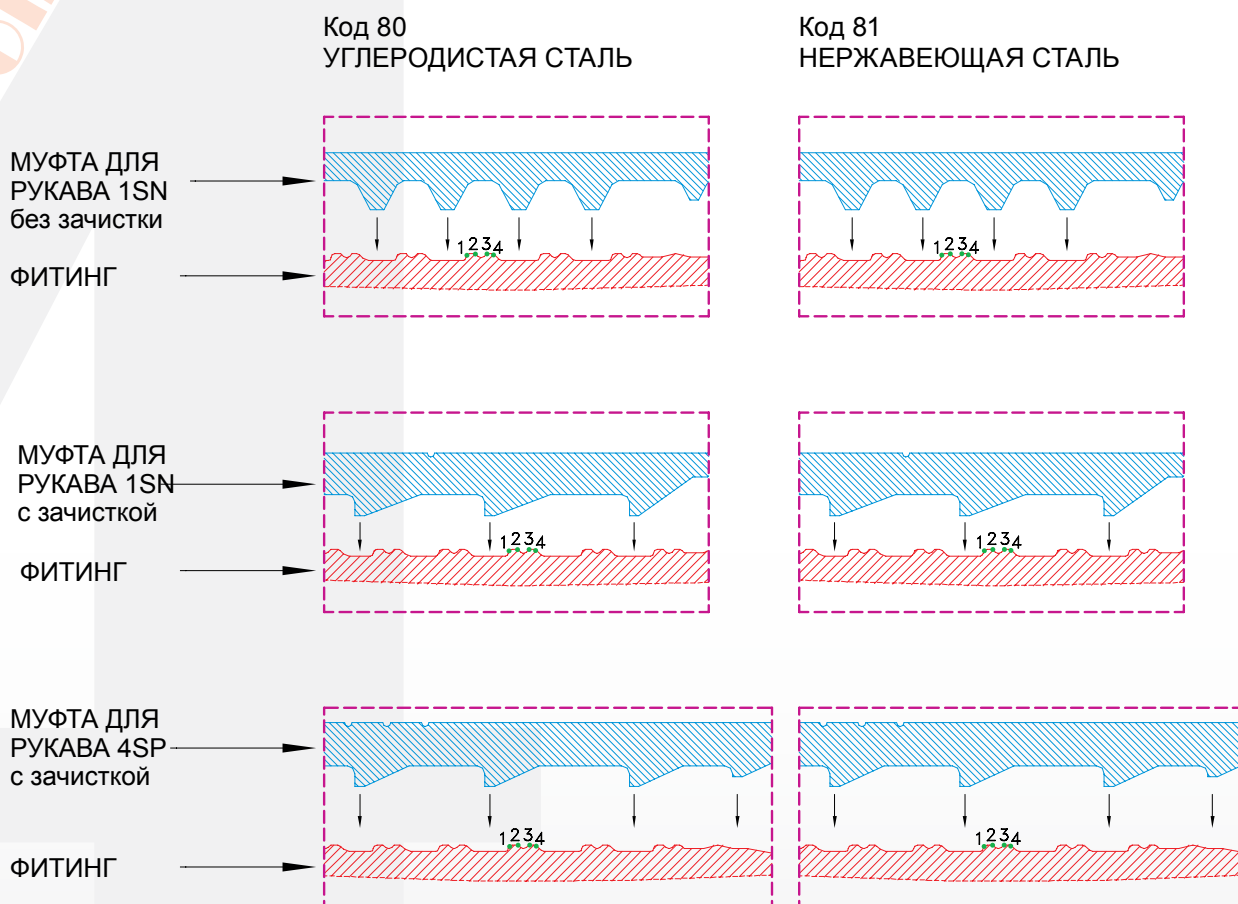 Код 80
УГЛЕРОДИСТАЯ СТАЛЬ
Код 81
НЕРЖАВЕЮЩАЯ СТАЛЬ
МУФТА ДЛЯ
РУКАВА 1SN
без зачистки
1234
1234
ФИТИНГ
МУФТА ДЛЯ
РУКАВА 1SN
с зачисткой
1234
1234
ФИТИНГ
МУФТА ДЛЯ
РУКАВА 4SP
с зачисткой
1234
1234
ФИТИНГ